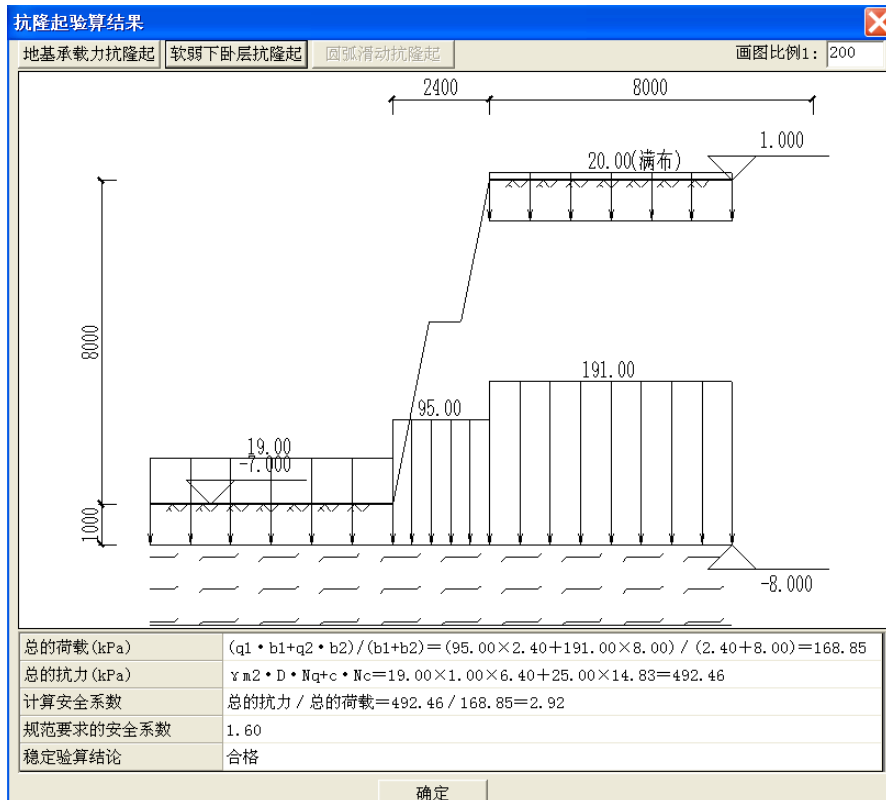 抗隆起验算结果
地基承载力抗隆起 软弱下卧层抗隆起 圆弧滑动抗隆起 画图比例1: 200
2400 8000
1.000
20.00(满布)
8000
191.00
95.00
19.00
-7.000
1000
-8.000
总的荷载(kPa) (q1·b1+q2·b2)/(b1+b2)=(95.00×2.40+191.00×8.00)/(2.40+8.00)=168.85
总的抗力(kPa) γm2·D·Nq+c·Nc=19.00×1.00×6.40+25.00×14.83=492.46
计算安全系数 总的抗力/总的荷载=492.46/168.85=2.92
规范要求的安全系数 1.60
稳定验算结论 合格
确定